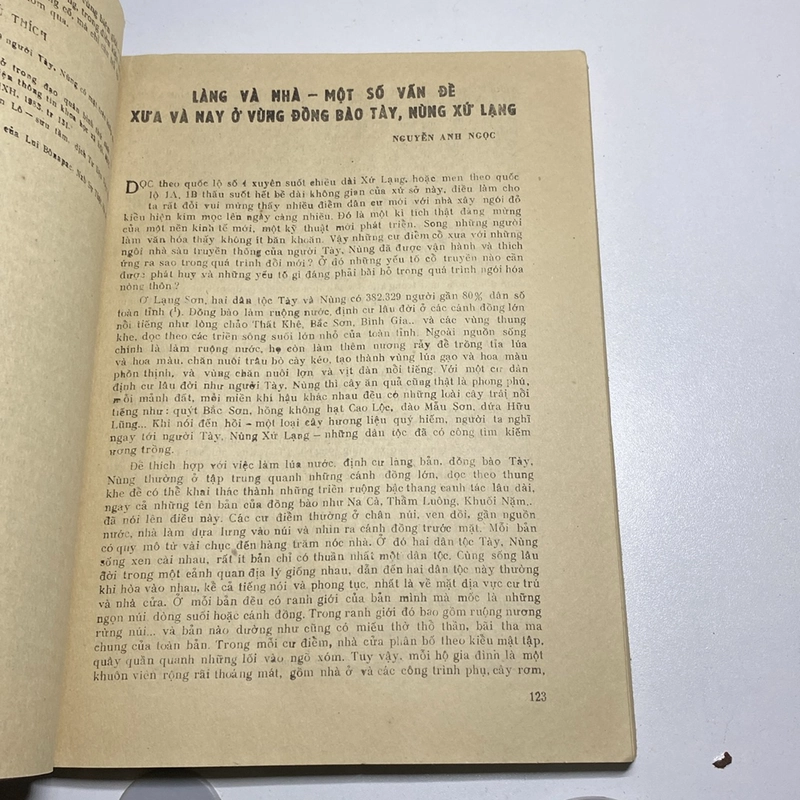 THÍCH
người Tày, Nùng có
LÀNG VÀ NHÀ — MỘT SỐ VẤN ĐỀ
XƯA VÀ NAY Ở VÙNG ĐỒNG BÀO TÀY, NÙNG XỨ LẠNG
NGUYỄN ANH NGỌC
DỌC theo quốc lộ số 4 xuyên suốt chiều dài Xứ Lạng, hoặc men theo quốc
lộ 1A, 1B thấu suốt hết bề dài không gian của xứ sở này, điều làm cho
ta rất đỗi vui mừng thấy nhiều điểm dân cư mới với nhà xây ngói đỏ
kiểu hiện kim mọc lên ngày càng nhiều. Đó là một kì tích thật đáng mừng
của một nền kinh tế mới, một kỹ thuật mới phát triển. Song những người
làm văn hóa thấy không ít băn khoăn. Vậy những cư điểm cổ xưa với những
ngôi nhà sàn truyền thống của người Tày, Nùng đã được vận hành và thích
ứng ra sao trong quá trình đổi mới? Ở đó những yếu tố cổ truyền nào cần
được phát huy và những yếu tố gì đáng phải bài bỏ trong quá trình ngói hóa
nông thôn?
Ở Lạng Sơn, hai dân tộc Tày và Nùng có 382.329 người gần 80% dân số
toàn tỉnh (¹). Đồng bào làm ruộng nước, định cư lâu đời ở các cánh đồng lớn
nổi tiếng như lòng chảo Thất Khê, Bắc Sơn, Bình Gia... và các vùng thung
khe, dọc theo các triền sông suối lớn nhỏ của toàn tỉnh. Ngoài nguồn sống
chính là làm ruộng nước, họ còn làm thêm nương rẫy để trồng tỉa lúa
và hoa màu, chăn nuôi trâu bò cày kéo, tạo thành vùng lúa gạo và hoa màu
phồn thịnh, và vùng chăn nuôi lợn và vịt đàn nổi tiếng. Với một cư dân
định cư lâu đời như người Tày, Nùng thì cây ăn quả cũng thật là phong phú,
mỗi mảnh đất, mỗi miền khí hậu khác nhau đều có những loài cây trái nổi
tiếng như: quýt Bắc Sơn, hồng không hạt Cao Lộc, đào Mẫu Sơn, dứa Hữu
Lũng... Khi nói đến hồi — một loại cây hương liệu quý hiếm, người ta nghĩ
ngay tới người Tày, Nùng Xứ Lạng — những dân tộc đã có công tìm kiếm
ương trồng.
Để thích hợp với việc làm lúa nước, định cư làng, bản, đồng bào Tày,
Nùng thường ở tập trung quanh những cánh đồng lớn, dọc theo thung
khe để có thể khai thác thành những triền ruộng bậc thang canh tác lâu dài,
ngay cả những tên bản của đồng bào như Na Cà, Thẩm Luông, Khuổi Nặm,.
đã nói lên điều này. Các cư điểm thường ở chân núi, ven đồi, gần nguồn
nước, nhà làm dựa lưng vào núi và nhìn ra cánh đồng trước mặt. Mỗi bản
có quy mô từ vài chục đến hàng trăm nóc nhà. Ở đó hai dân tộc Tày, Nùng
sống xen cài nhau, rất ít bản chỉ có thuần nhất một dân tộc. Cùng sống lâu
đời trong một cảnh quan địa lý giống nhau, dẫn đến hai dân tộc này thường
khi hòa vào nhau, kể cả tiếng nói và phong tục, nhất là về mặt địa vực cư trú
và nhà cửa. Ở mỗi bản đều có ranh giới của bản mình mà mốc là những
ngọn núi dòng suối hoặc cánh đồng. Trong ranh giới đó bao gồm ruộng nương
rừng núi... và bản nào dường như cũng có miếu thờ thổ thần, bãi tha ma
chung của toàn bản. Trong mỗi cư điểm, nhà cửa phân bố theo kiểu mật tập,
quây quần quanh những lối vào ngõ xóm. Tuy vậy, mỗi hộ gia đình là một
khuôn viên rộng rãi thoáng mát, gồm nhà ở và các công trình phụ, cây rơm,
123